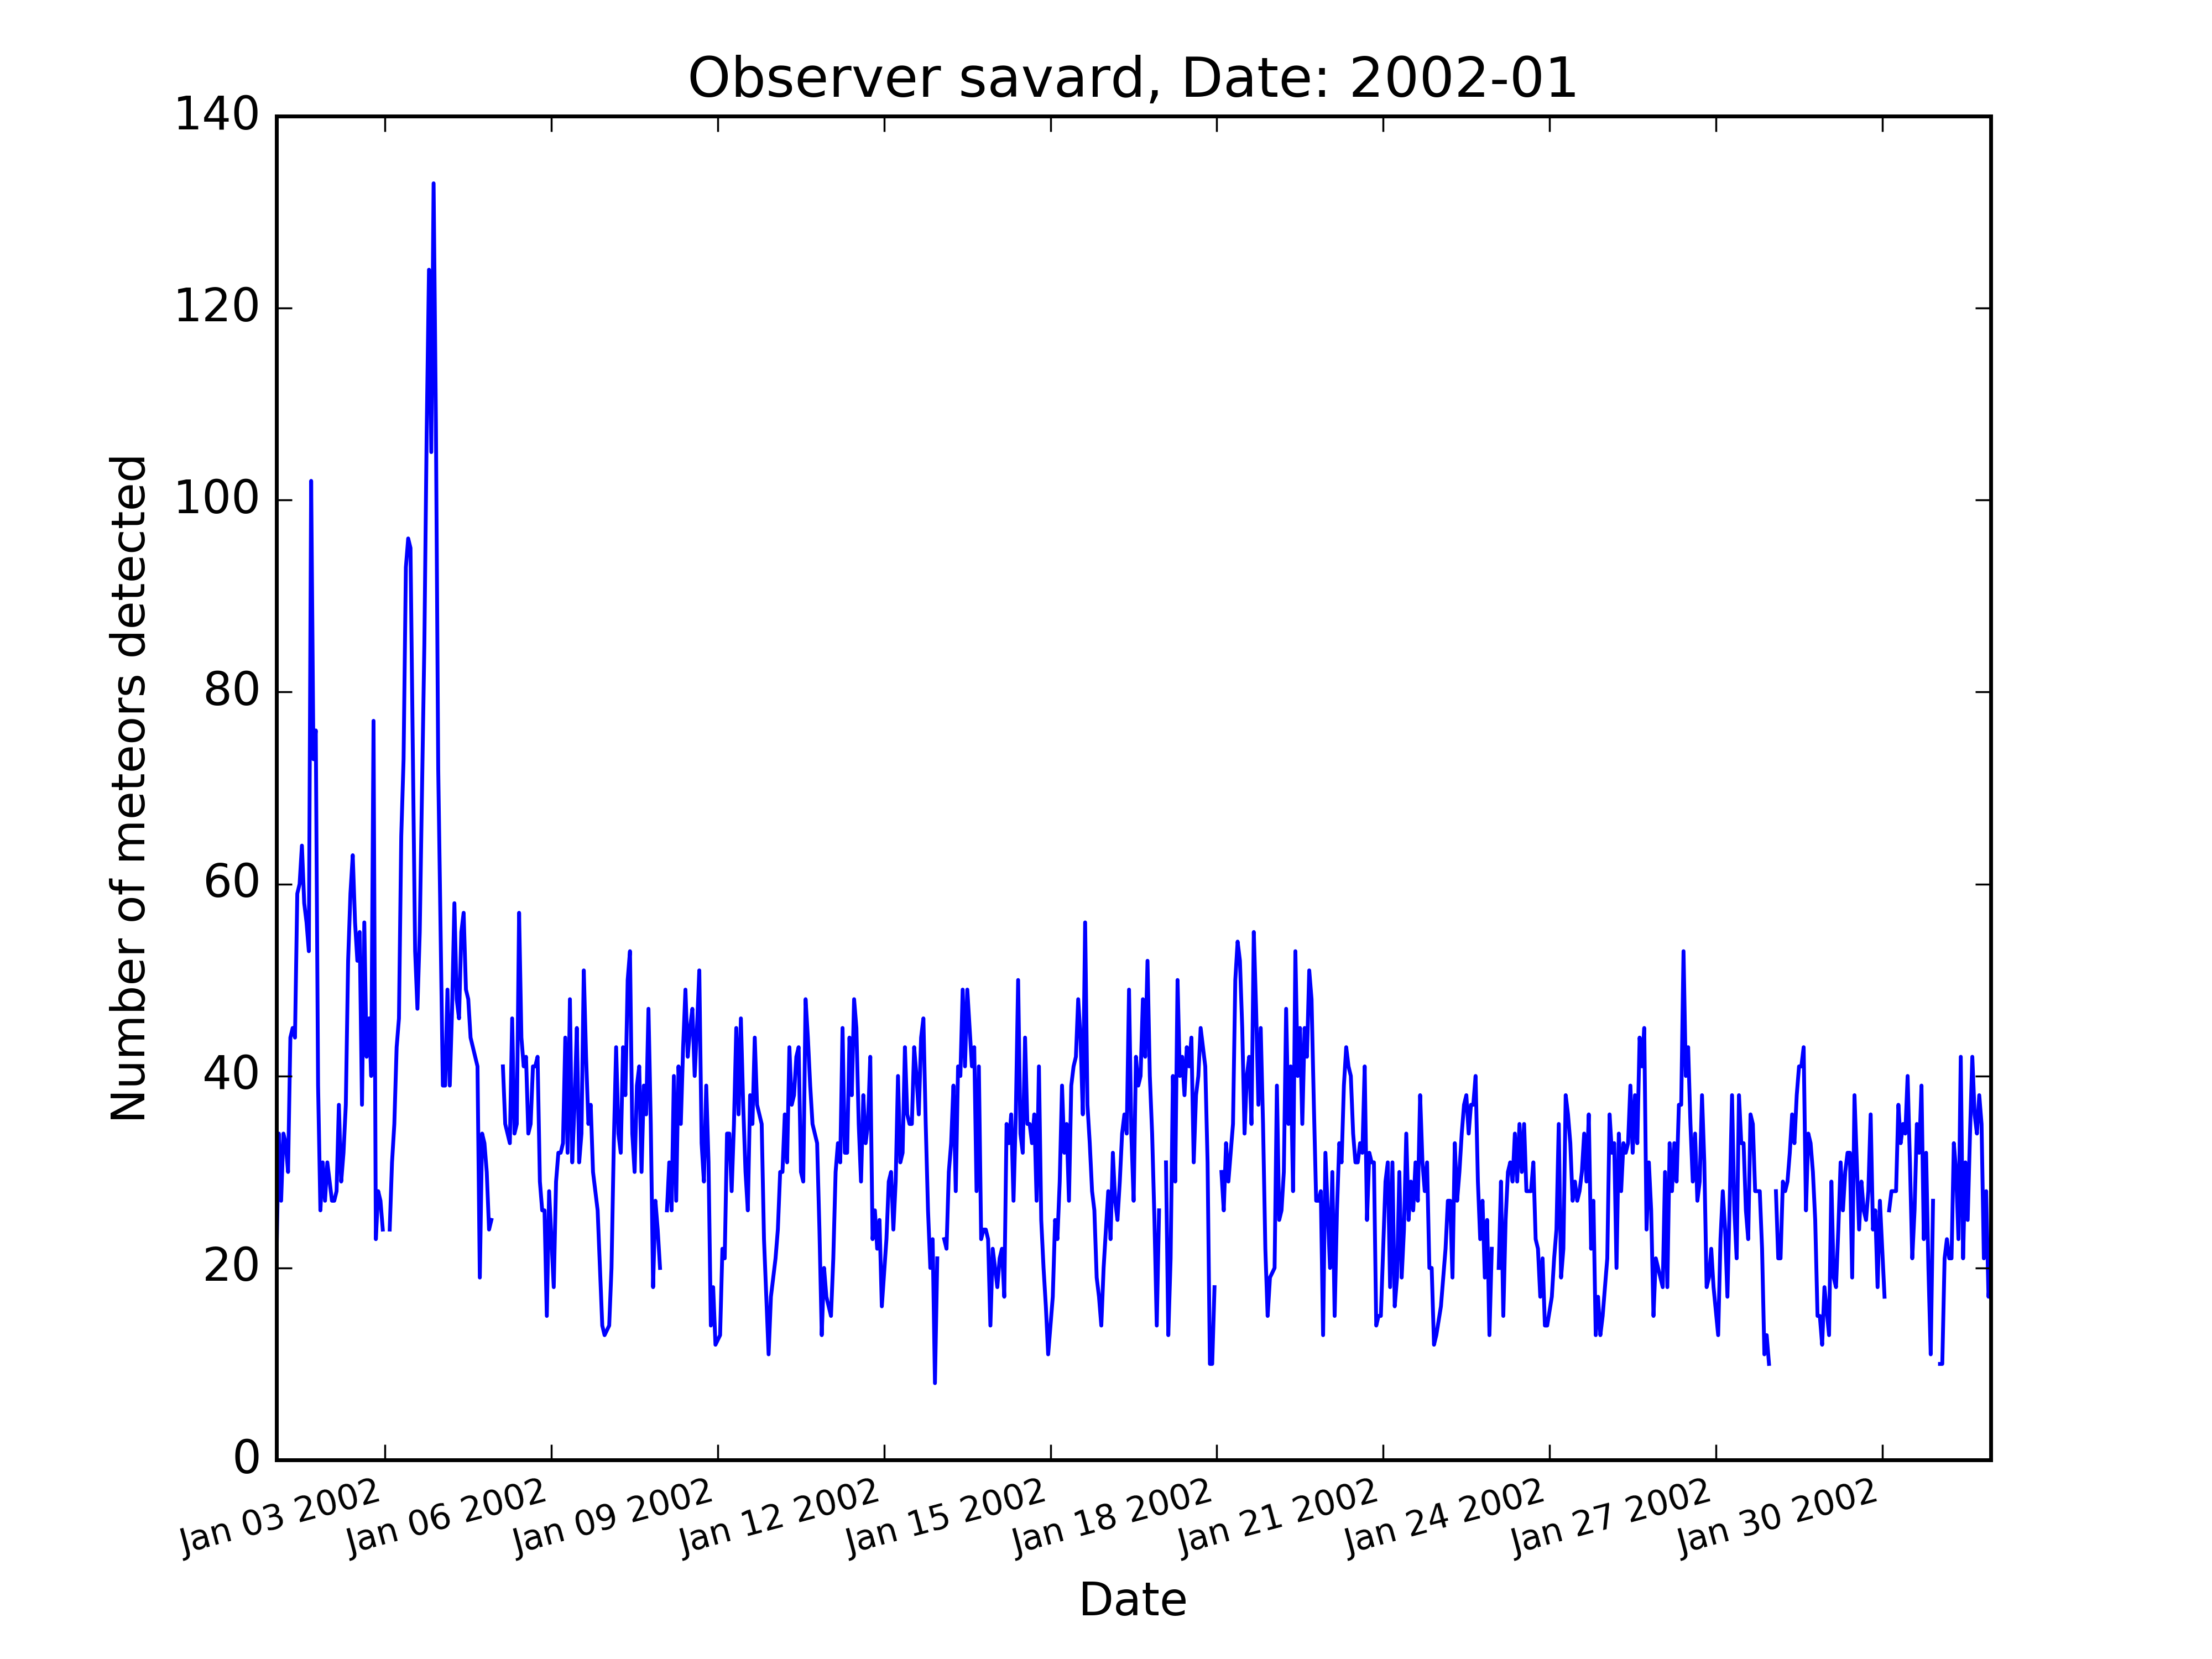 Observer savard, Date: 2002-01
140
120
100
80
60
40
20
0
Number of meteors detected
Jan 03 2002
Jan 06 2002
Jan 09 2002
Jan 12 2002
Jan 15 2002
Jan 18 2002
Jan 21 2002
Jan 24 2002
Jan 27 2002
Jan 30 2002
Date